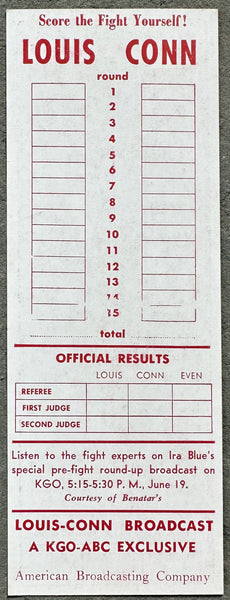 Score the Fight Yourself!
LOUIS CONN
round
1
2
3
4
5
6
7
8
9
10
11
12
13
14
15
total
OFFICIAL RESULTS
LOUIS CONN EVEN
REFEREE
FIRST JUDGE
SECOND JUDGE
Listen to the fight experts on Ira Blue's
special pre-fight round-up broadcast on
KGO, 5:15-5:30 P. M., June 19.
Courtesy of Benatar's
LOUIS-CONN BROADCAST
A KGO-ABC EXCLUSIVE
American Broadcasting Company